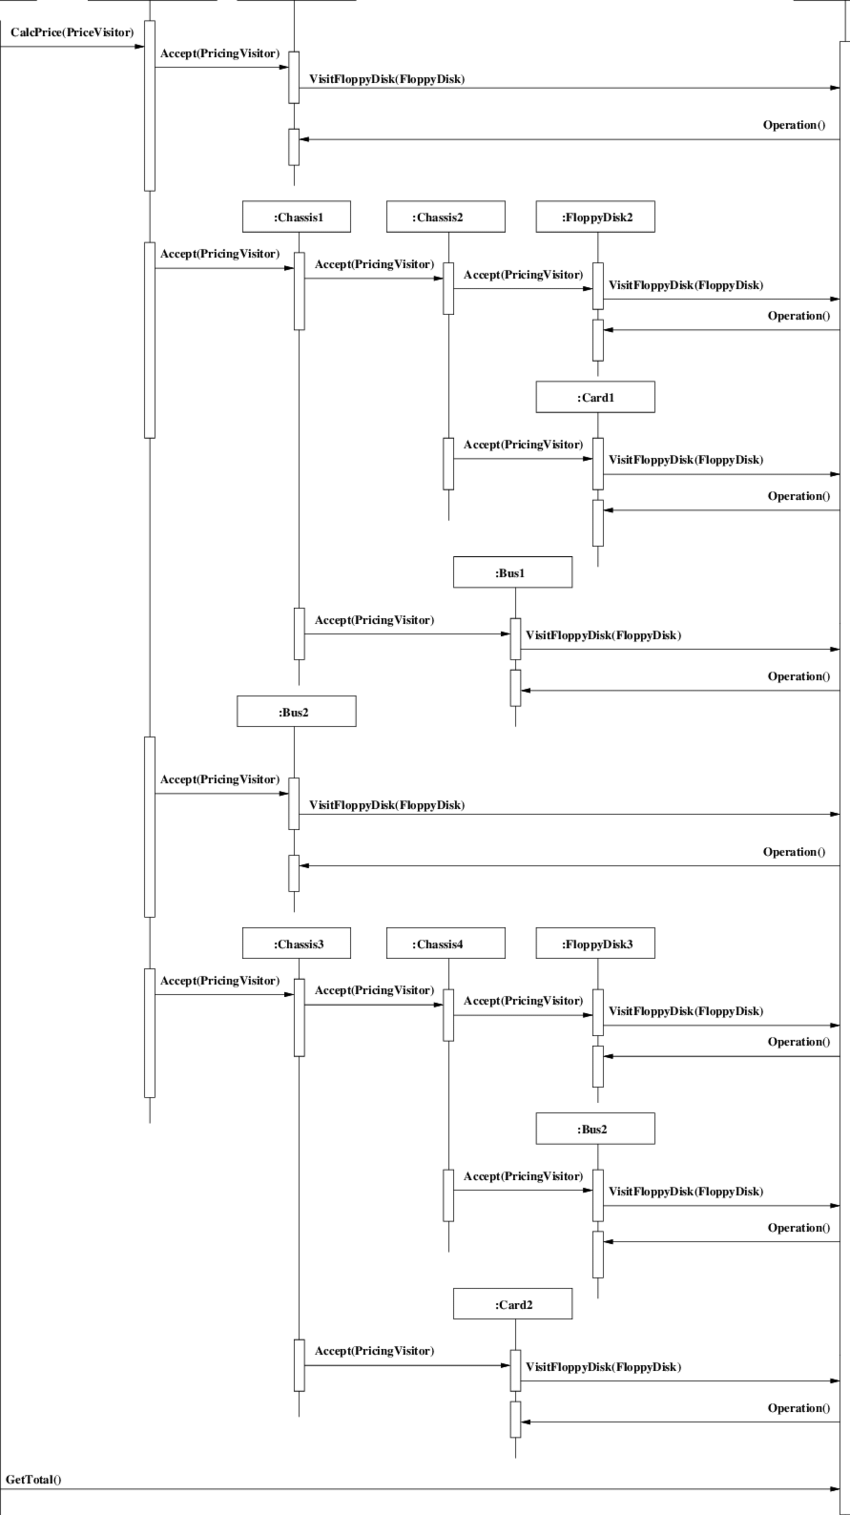 CalcPrice(PriceVisitor)
Accept(PricingVisitor)
VisitFloppyDisk(FloppyDisk)
Operation()
:Chassis1
:Chassis2
:FloppyDisk2
Accept(PricingVisitor)
Accept(PricingVisitor)
Accept(PricingVisitor)
VisitFloppyDisk(FloppyDisk)
Operation()
:Card1
Accept(PricingVisitor)
VisitFloppyDisk(FloppyDisk)
Operation()
:Bus1
Accept(PricingVisitor)
VisitFloppyDisk(FloppyDisk)
Operation()
:Bus2
Accept(PricingVisitor)
VisitFloppyDisk(FloppyDisk)
Operation()
:Chassis3
:Chassis4
:FloppyDisk3
Accept(PricingVisitor)
Accept(PricingVisitor)
Accept(PricingVisitor)
VisitFloppyDisk(FloppyDisk)
Operation()
:Bus2
Accept(PricingVisitor)
VisitFloppyDisk(FloppyDisk)
Operation()
:Card2
Accept(PricingVisitor)
VisitFloppyDisk(FloppyDisk)
Operation()
GetTotal()